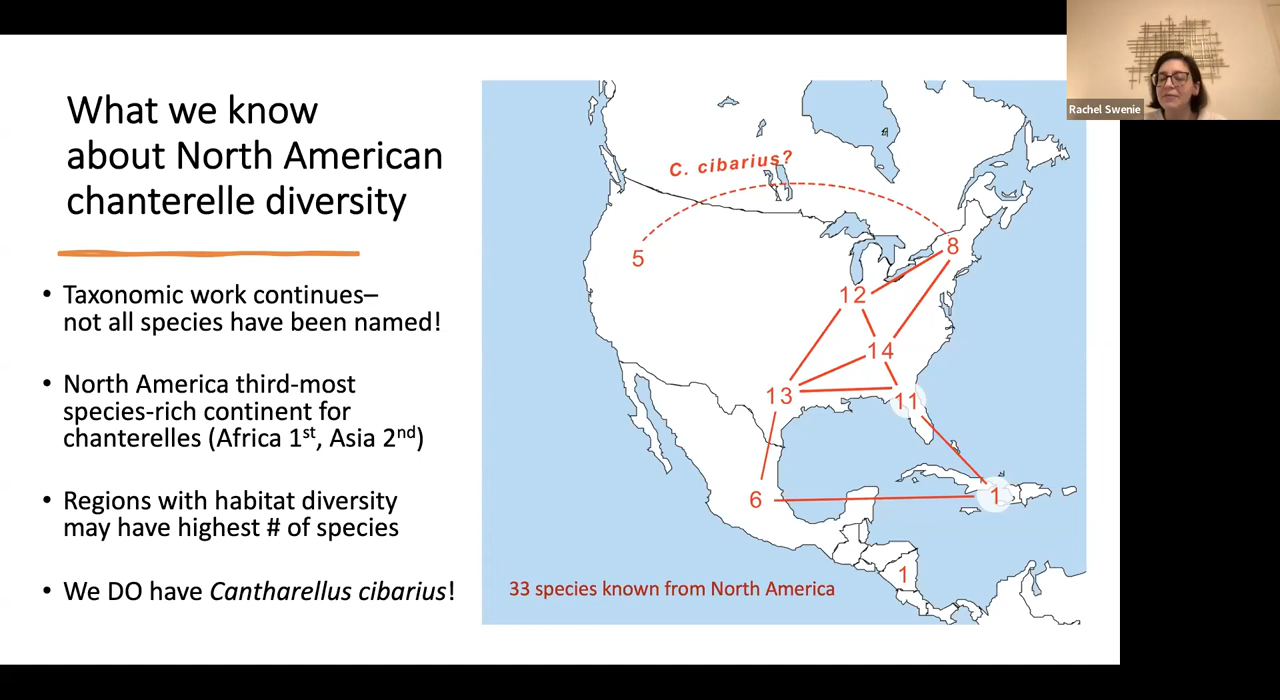 What we know
about North American
chanterelle diversity
• Taxonomic work continues–
not all species have been named!
• North America third-most
species-rich continent for
chanterelles (Africa 1st, Asia 2nd)
• Regions with habitat diversity
may have highest # of species
• We DO have Cantharellus cibarius!
C. cibarius?
5
8
12
14
13
11
6
1
1
33 species known from North America
Rachel Swenie